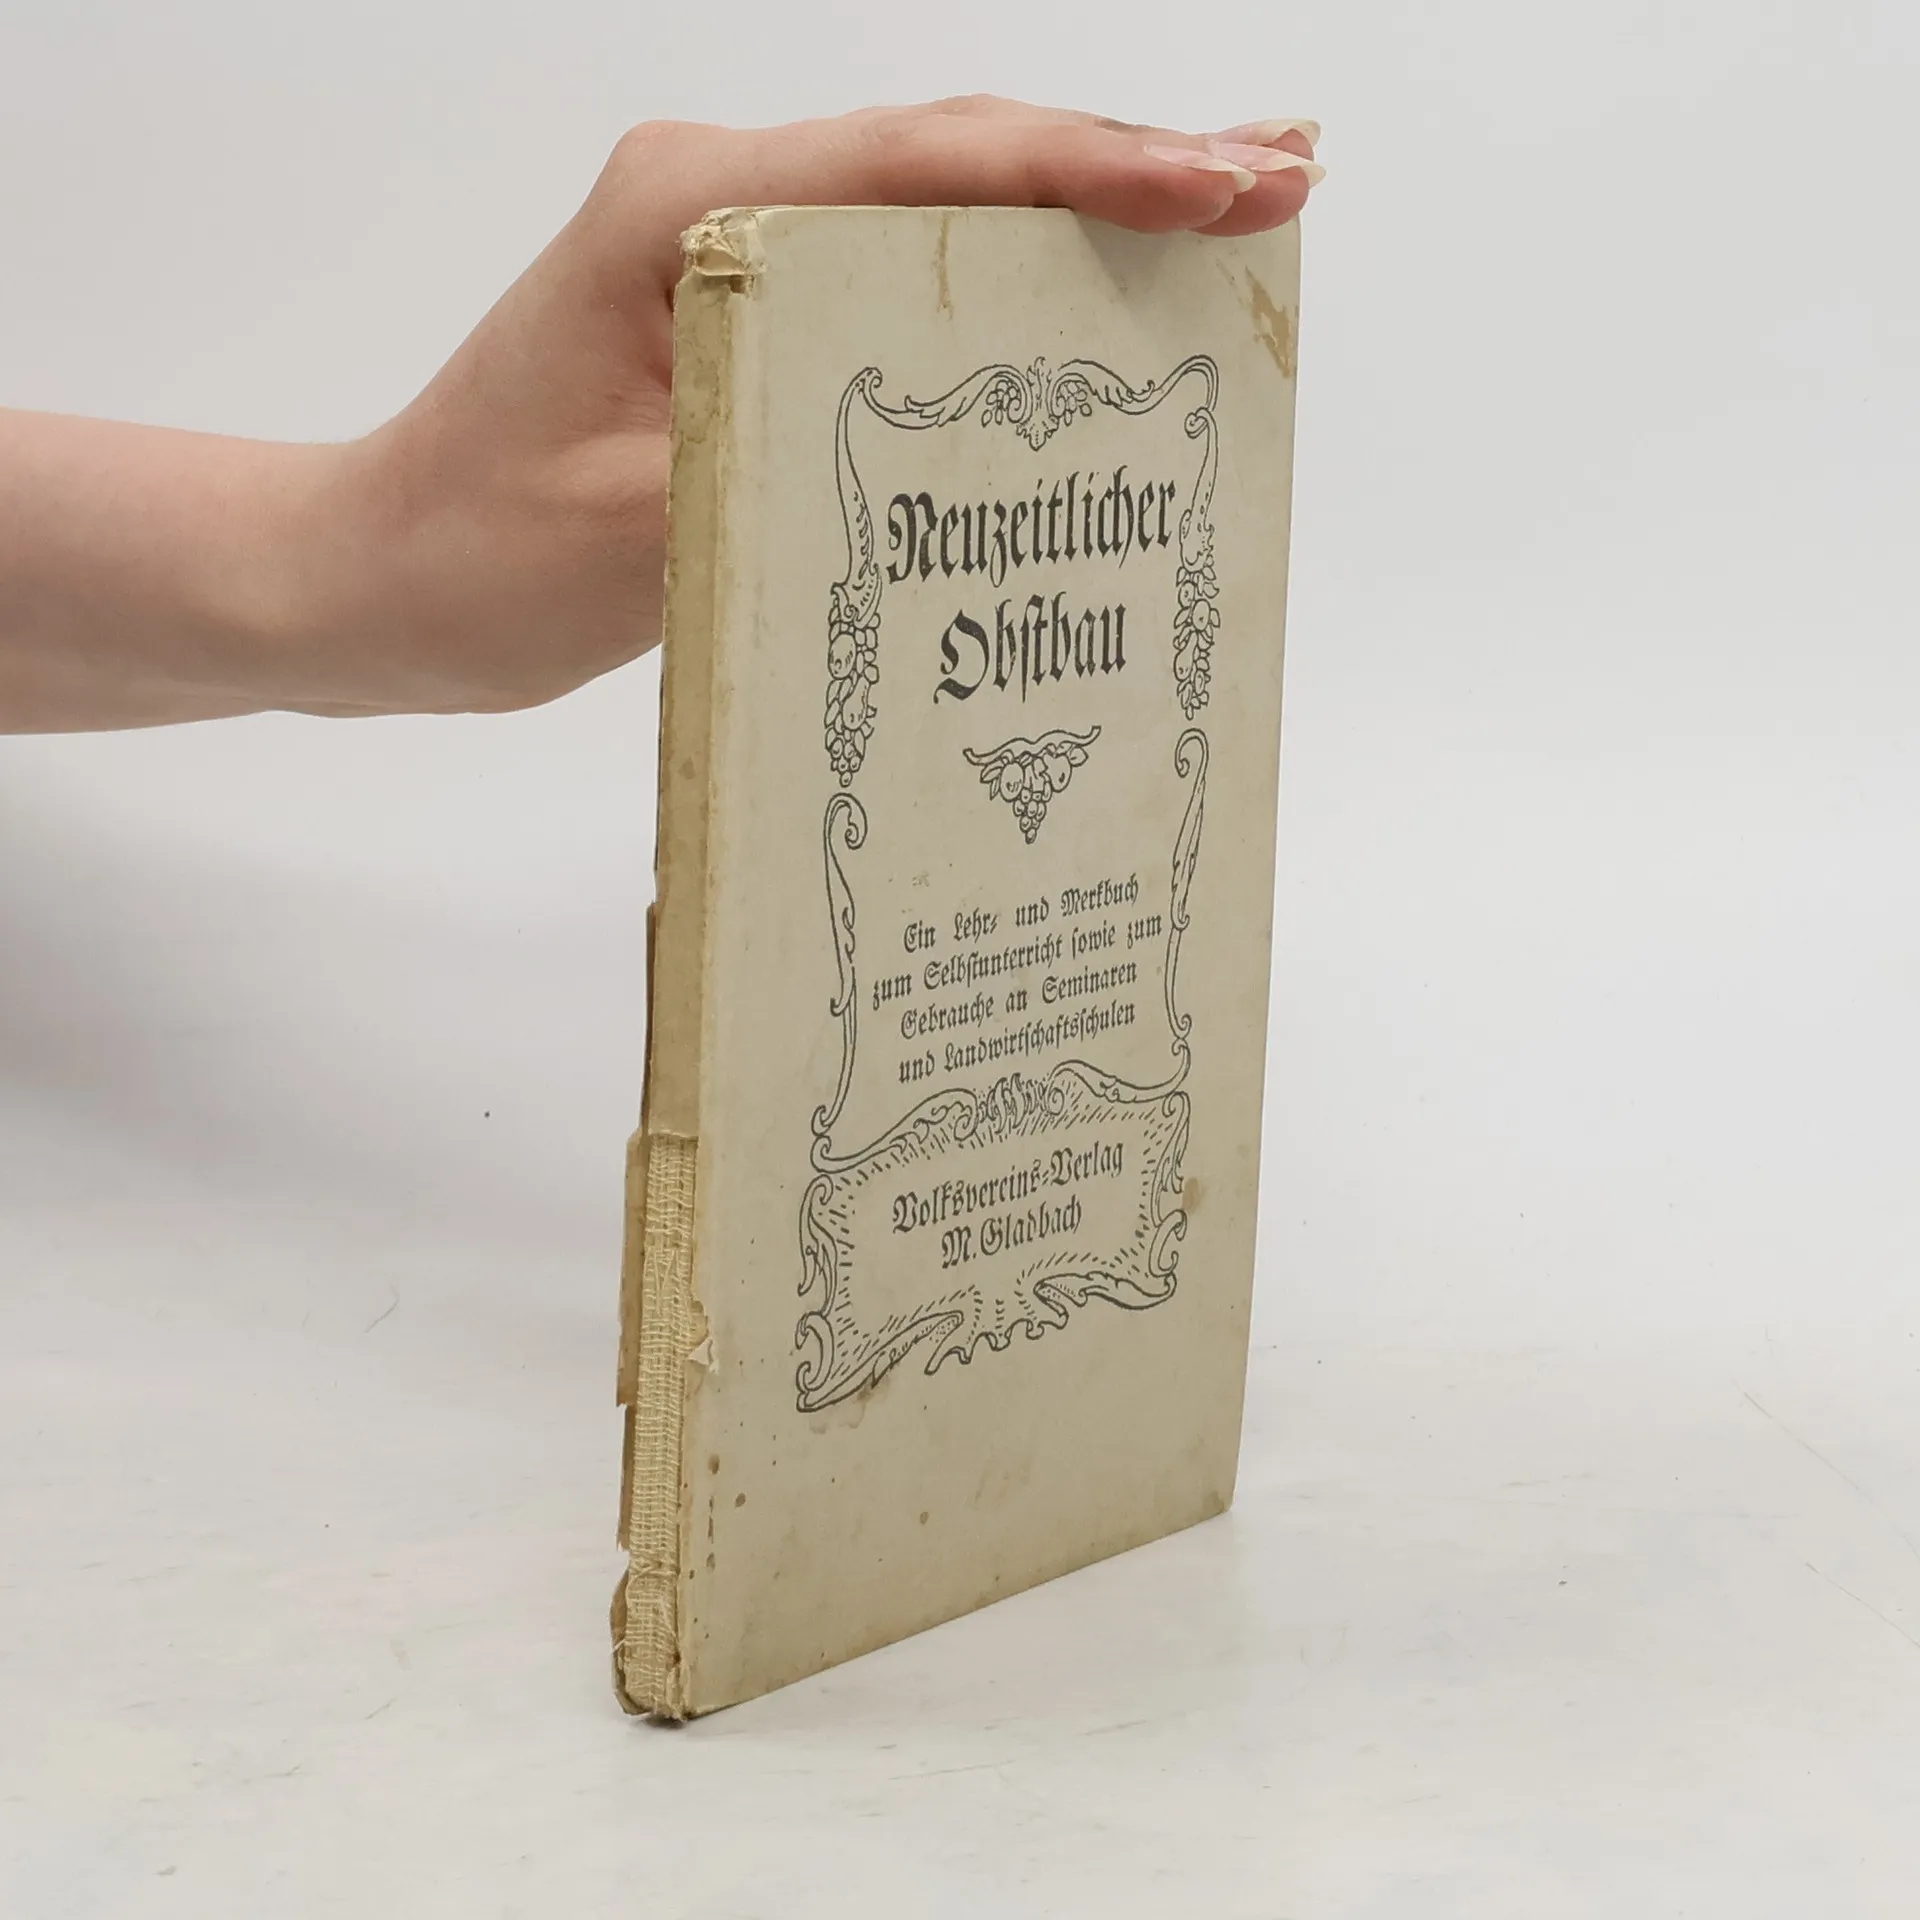 Neuzeitlicher
Obstbau
Ein Lehr- und Merkbuch
zum Selbstunterricht sowie zum
Gebrauche an Seminaren
und Landwirtschaftsschulen
Volksvereins-Verlag
M. Gladbach